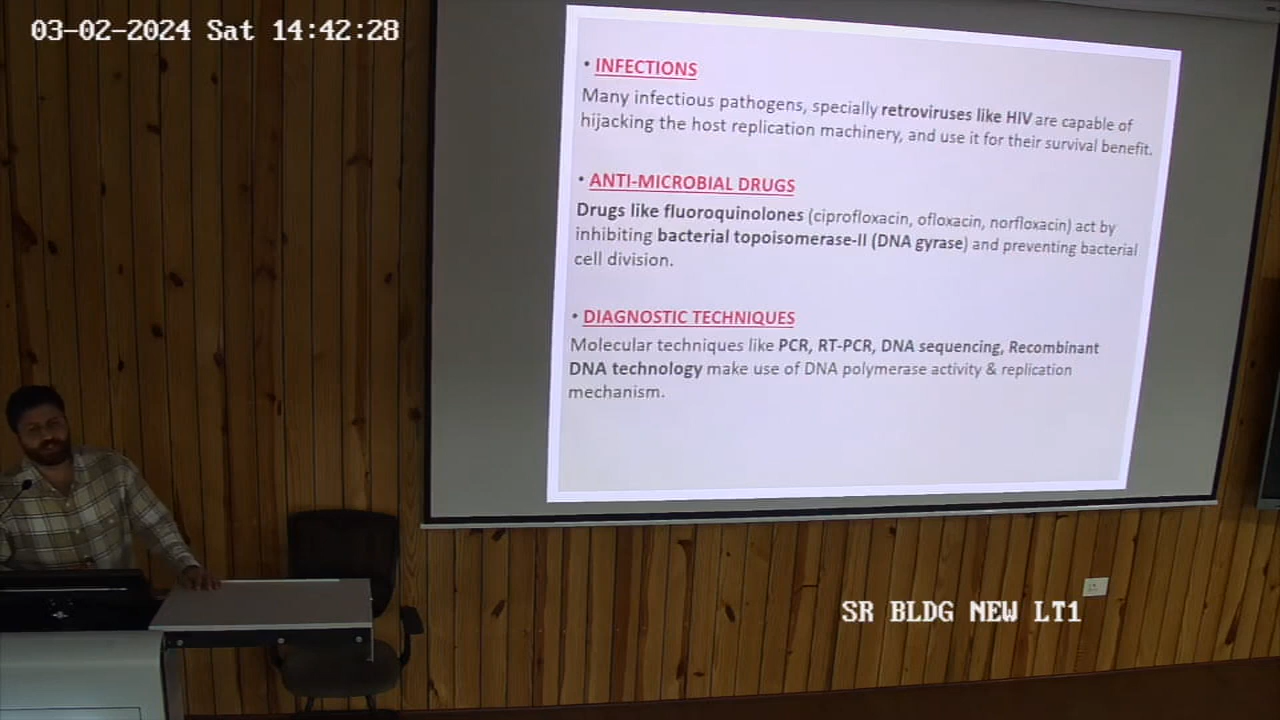 03-02-2024 Sat 14:42:28
• INFECTIONS
Many infectious pathogens, specially retroviruses like HIV are capable of
hijacking the host replication machinery, and use it for their survival benefit.
• ANTI-MICROBIAL DRUGS
Drugs like fluoroquinolones (ciprofloxacin, ofloxacin, norfloxacin) act by
inhibiting bacterial topoisomerase-II (DNA gyrase) and preventing bacterial
cell division.
• DIAGNOSTIC TECHNIQUES
Molecular techniques like PCR, RT-PCR, DNA sequencing, Recombinant
DNA technology make use of DNA polymerase activity & replication
mechanism.
SR BLDG NEW LT1